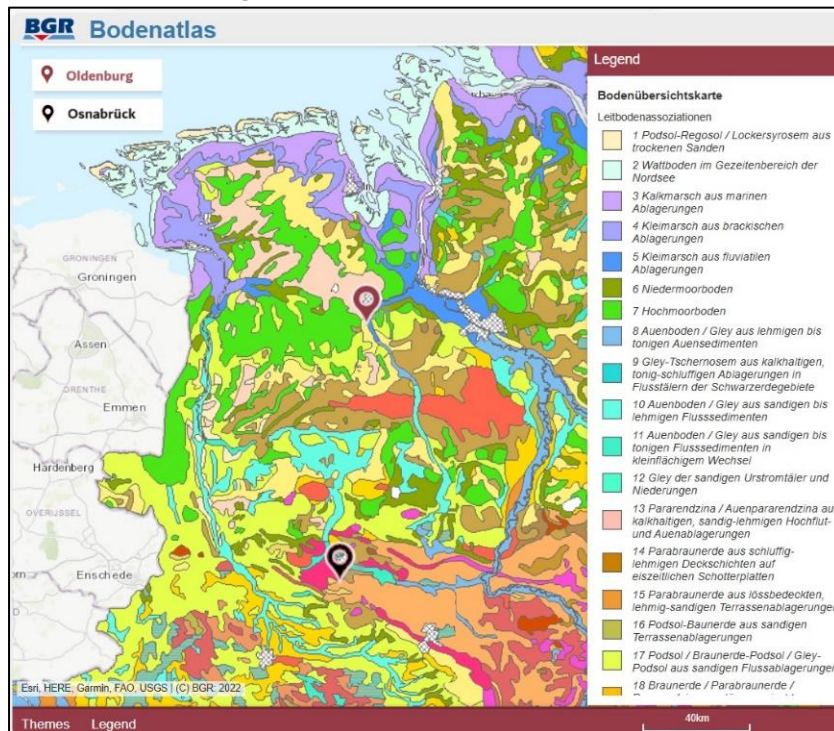 BGR Bodenatlas
Oldenburg
Osnabrück
GRONINGEN
Groningen
Assen
DRENTHE
Emmen
Hardenberg
OVERIJSSEL
Enschede
Esri, HERE, Garmin, FAO, USGS | (C) BGR: 2022
Themes Legend
40km
Legend
Bodenübersichtskarte
Leitbodenassoziationen
1 Podsol-Regosol / Lockersyrosem aus
trockenen Sanden
2 Wattboden im Gezeitenbereich der
Nordsee
3 Kalkmarsch aus marinen
Ablagerungen
4 Kleimarsch aus brackischen
Ablagerungen
5 Kleimarsch aus fluviatilen
Ablagerungen
6 Niedermoorboden
7 Hochmoorboden
8 Auenboden / Gley aus lehmigen bis
tonigen Auensedimenten
9 Gley-Tschernosem aus kalkhaltigen,
tonig-schluffigen Ablagerungen in
Flusstälern der Schwarzerdegebiete
10 Auenboden / Gley aus sandigen bis
lehmigen Flusssedimenten
11 Auenboden / Gley aus sandigen bis
tonigen Flusssedimenten in
kleinflächigem Wechsel
12 Gley der sandigen Urstromtäler und
Niederungen
13 Pararendzina / Auenpararendzina au
kalkhaltigen, sandig-lehmigen Hochflut-
und Auenablagerungen
14 Parabraunerde aus schluffig-
lehmigen Deckschichten auf
eiszeitlichen Schotterplatten
15 Parabraunerde aus lössbedeckten,
lehmig-sandigen Terrassenablagerungen
16 Podsol-Baunerde aus sandigen
Terrassenablagerungen
17 Podsol / Braunerde-Podsol / Gley-
Podsol aus sandigen Flussablagerungen
18 Braunerde / Parabraunerde /